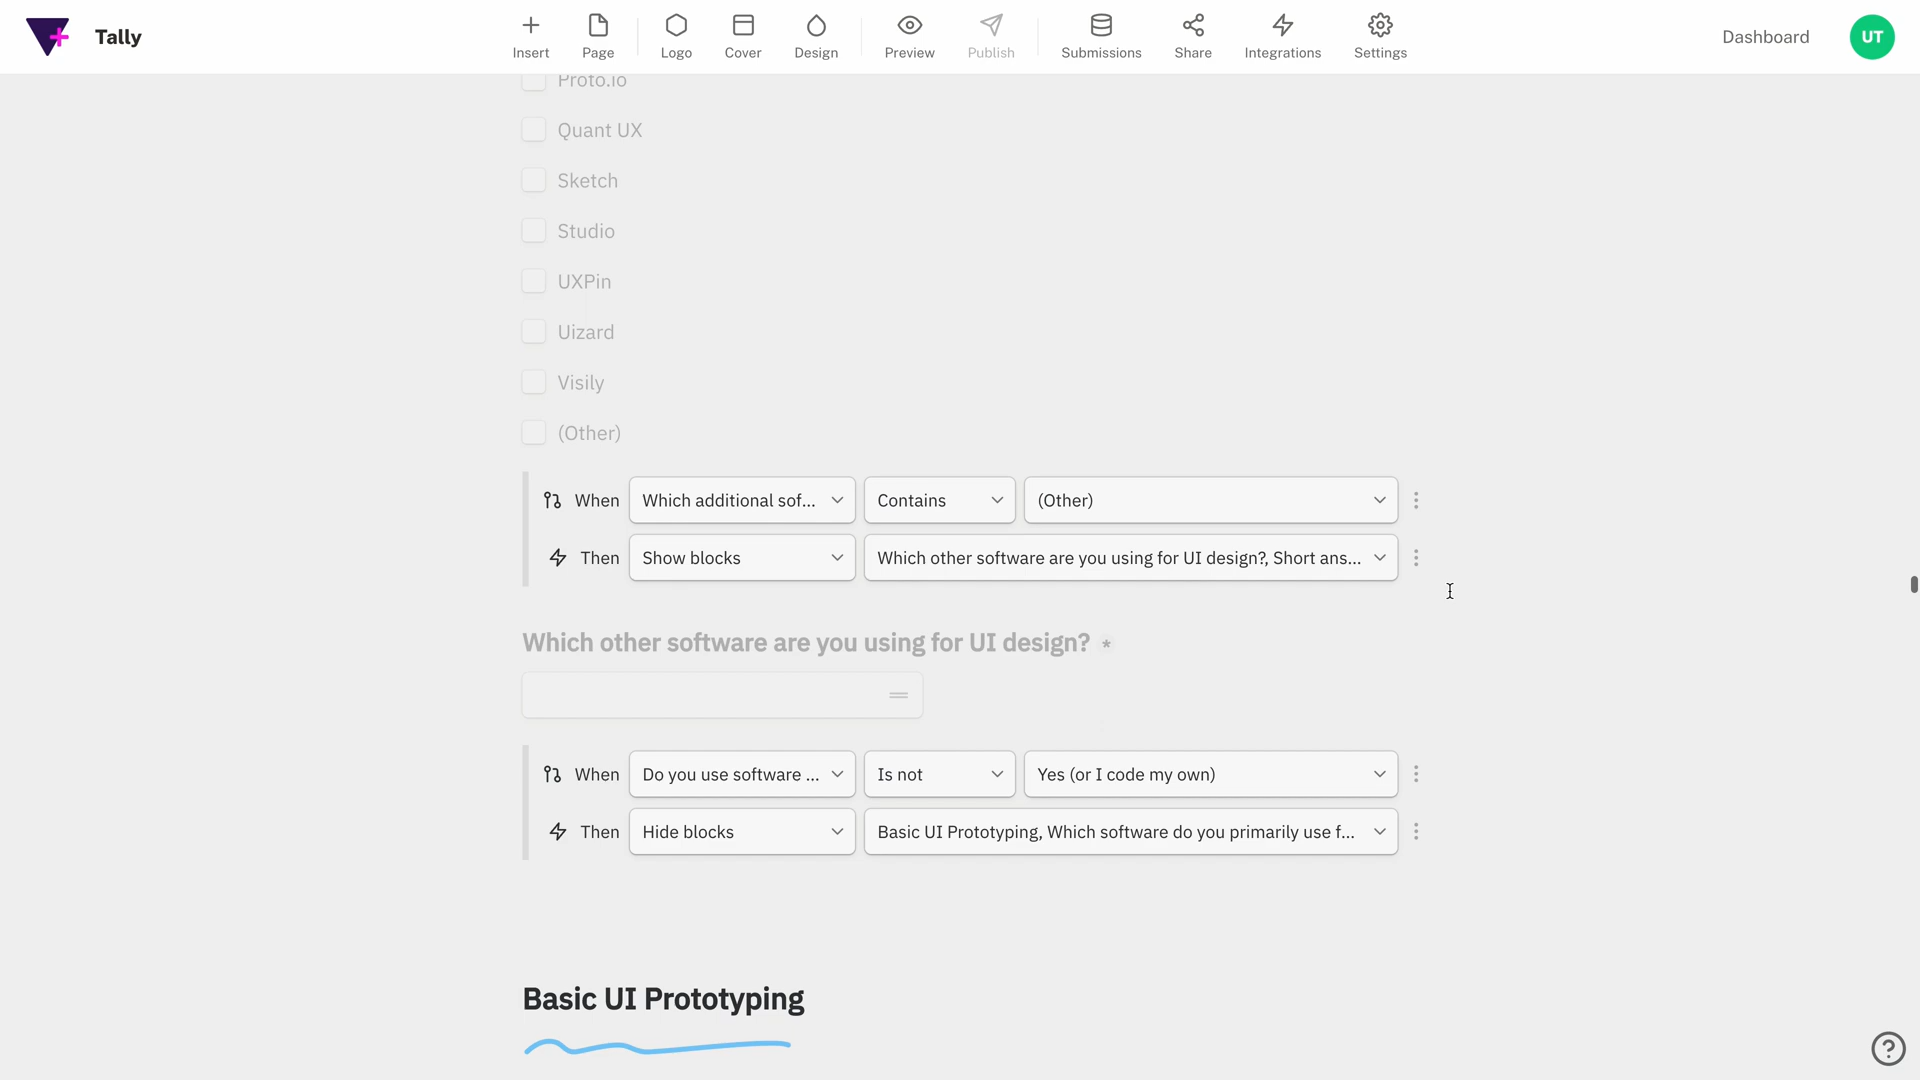 Tally
Insert
Page
Logo
Cover
Design
Preview
Publish
Submissions
Share
Integrations
Settings
Dashboard
UT
Proto.io
Quant UX
Sketch
Studio
UXPin
Uizard
Visily
(Other)
When Which additional sof... Contains (Other)
Then Show blocks Which other software are you using for UI design?, Short ans...
Which other software are you using for UI design? *
When Do you use software ... Is not Yes (or I code my own)
Then Hide blocks Basic UI Prototyping, Which software do you primarily use f...
Basic UI Prototyping